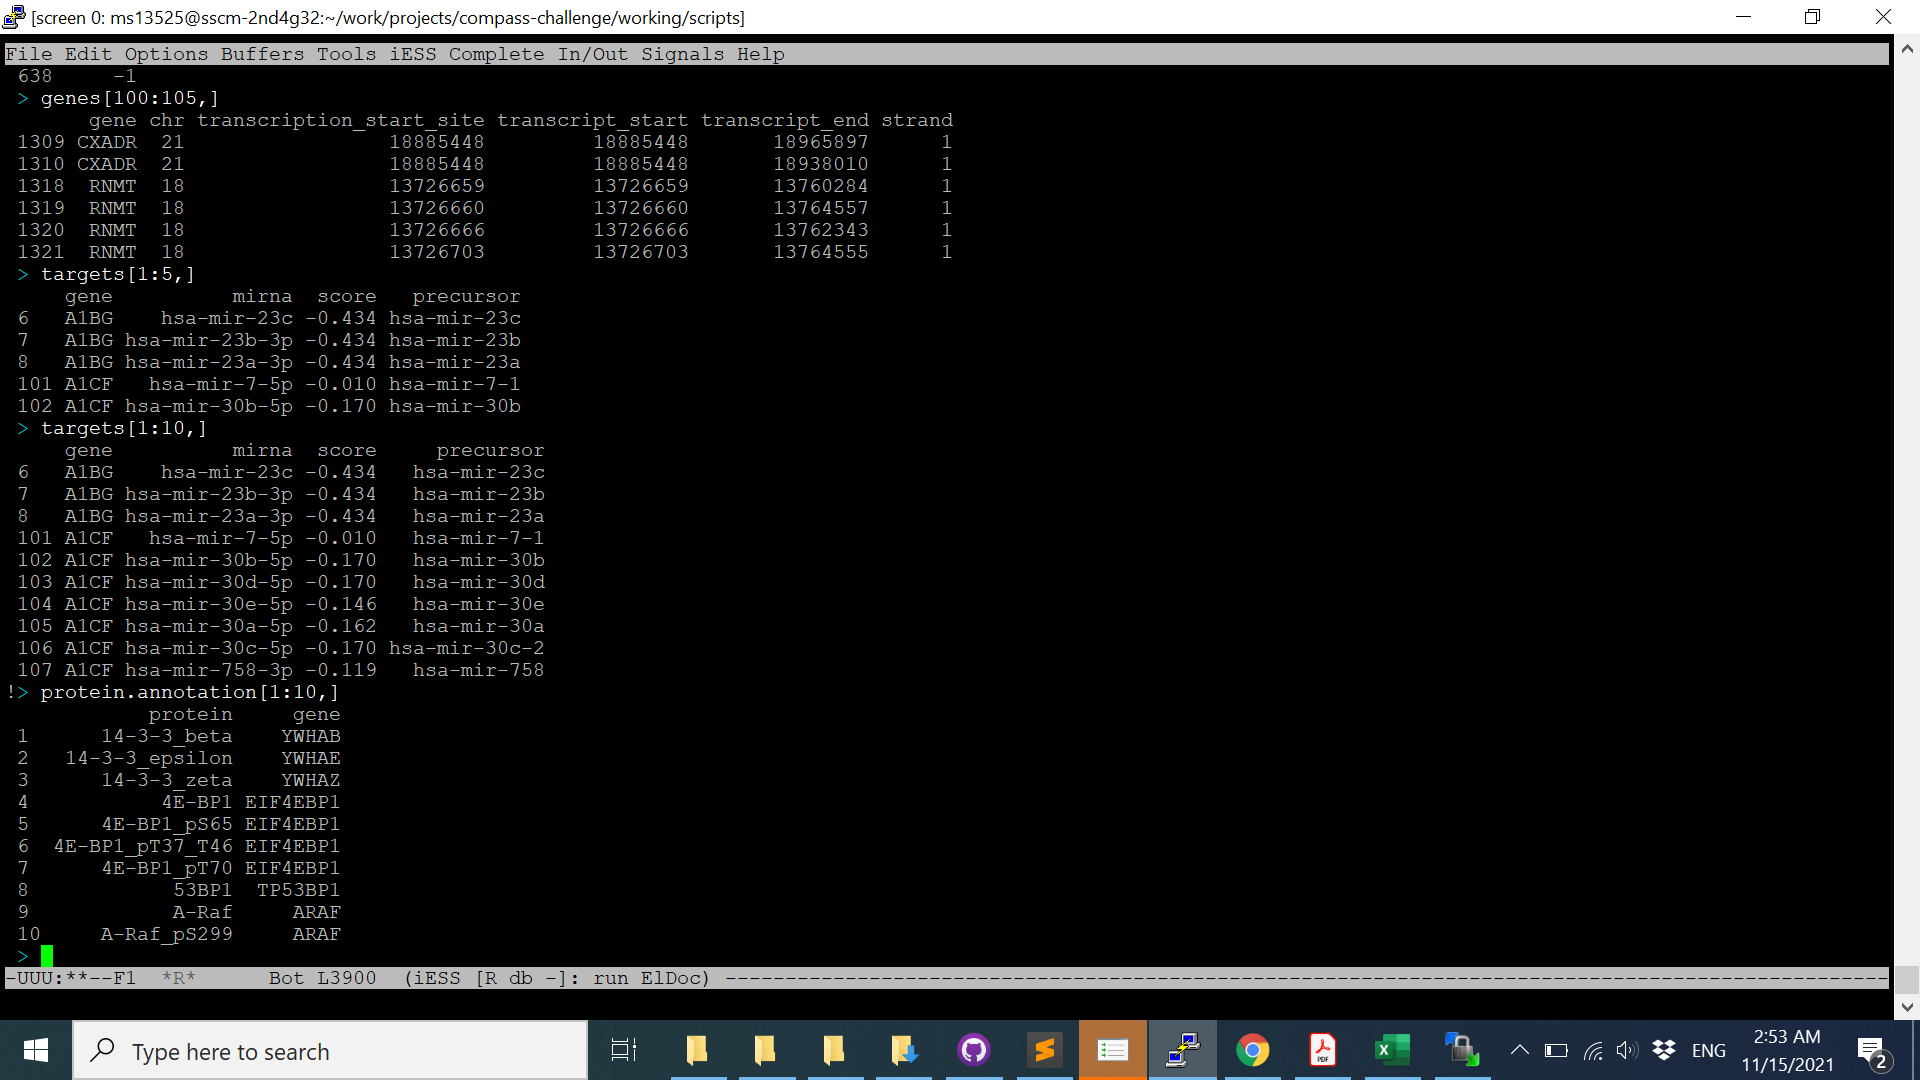 [screen 0: ms13525@sscm-2nd4g32:~/work/projects/compass-challenge/working/scripts]
File Edit Options Buffers Tools iESS Complete In/Out Signals Help
638     -1
> genes[100:105,]
      gene chr transcription_start_site transcript_start transcript_end strand
1309 CXADR  21                 18885448         18885448       18965897      1
1310 CXADR  21                 18885448         18885448       18938010      1
1318  RNMT  18                 13726659         13726659       13760284      1
1319  RNMT  18                 13726660         13726660       13764557      1
1320  RNMT  18                 13726666         13726666       13762343      1
1321  RNMT  18                 13726703         13726703       13764555      1
> targets[1:5,]
    gene          mirna  score   precursor
6   A1BG    hsa-mir-23c -0.434 hsa-mir-23c
7   A1BG hsa-mir-23b-3p -0.434 hsa-mir-23b
8   A1BG hsa-mir-23a-3p -0.434 hsa-mir-23a
101 A1CF   hsa-mir-7-5p -0.010 hsa-mir-7-1
102 A1CF hsa-mir-30b-5p -0.170 hsa-mir-30b
> targets[1:10,]
    gene          mirna  score     precursor
6   A1BG    hsa-mir-23c -0.434   hsa-mir-23c
7   A1BG hsa-mir-23b-3p -0.434   hsa-mir-23b
8   A1BG hsa-mir-23a-3p -0.434   hsa-mir-23a
101 A1CF   hsa-mir-7-5p -0.010   hsa-mir-7-1
102 A1CF hsa-mir-30b-5p -0.170   hsa-mir-30b
103 A1CF hsa-mir-30d-5p -0.170   hsa-mir-30d
104 A1CF hsa-mir-30e-5p -0.146   hsa-mir-30e
105 A1CF hsa-mir-30a-5p -0.162   hsa-mir-30a
106 A1CF hsa-mir-30c-5p -0.170 hsa-mir-30c-2
107 A1CF hsa-mir-758-3p -0.119   hsa-mir-758
!> protein.annotation[1:10,]
           protein     gene
1      14-3-3_beta    YWHAB
2   14-3-3_epsilon    YWHAE
3      14-3-3_zeta    YWHAZ
4           4E-BP1 EIF4EBP1
5      4E-BP1_pS65 EIF4EBP1
6  4E-BP1_pT37_T46 EIF4EBP1
7      4E-BP1_pT70 EIF4EBP1
8            53BP1  TP53BP1
9            A-Raf     ARAF
10     A-Raf_pS299     ARAF
>
-UUU:**--F1  *R*      Bot L3900  (iESS [R db -]: run ElDoc) ----------------------------------------------------------------
Type here to search
PDF
ENG
2:53 AM
11/15/2021
2